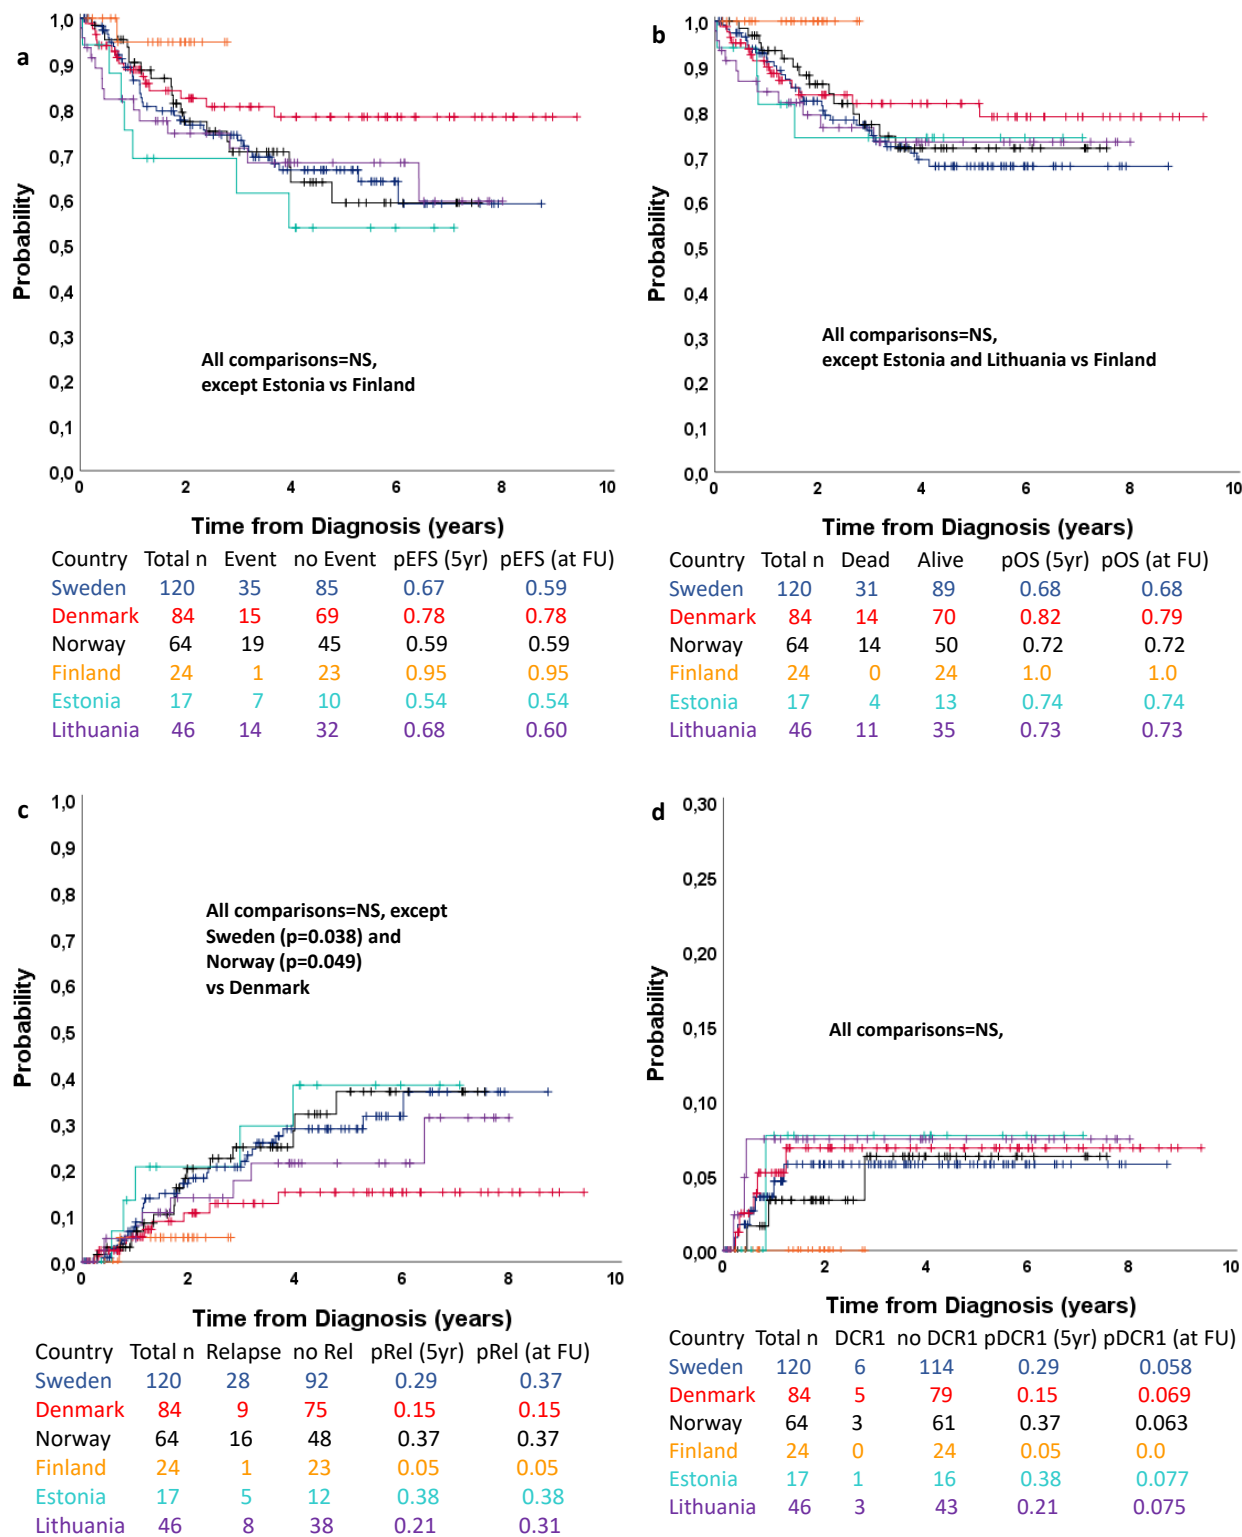 a
1,0
0,9
0,8
0,7
0,6
0,5
0,4
0,3
0,2
0,1
0,0
Probability
All comparisons=NS,
except Estonia vs Finland
0 2 4 6 8 10
Time from Diagnosis (years)
Country Total n Event no Event pEFS (5yr) pEFS (at FU)
Sweden 120 35 85 0.67 0.59
Denmark 84 15 69 0.78 0.78
Norway 64 19 45 0.59 0.59
Finland 24 1 23 0.95 0.95
Estonia 17 7 10 0.54 0.54
Lithuania 46 14 32 0.68 0.60
b
1,0
0,9
0,8
0,7
0,6
0,5
0,4
0,3
0,2
0,1
0,0
Probability
All comparisons=NS,
except Estonia and Lithuania vs Finland
0 2 4 6 8 10
Time from Diagnosis (years)
Country Total n Dead Alive pOS (5yr) pOS (at FU)
Sweden 120 31 89 0.68 0.68
Denmark 84 14 70 0.82 0.79
Norway 64 14 50 0.72 0.72
Finland 24 0 24 1.0 1.0
Estonia 17 4 13 0.74 0.74
Lithuania 46 11 35 0.73 0.73
c
1,0
0,9
0,8
0,7
0,6
0,5
0,4
0,3
0,2
0,1
0,0
Probability
All comparisons=NS, except
Sweden (p=0.038) and
Norway (p=0.049)
vs Denmark
0 2 4 6 8 10
Time from Diagnosis (years)
Country Total n Relapse no Rel pRel (5yr) pRel (at FU)
Sweden 120 28 92 0.29 0.37
Denmark 84 9 75 0.15 0.15
Norway 64 16 48 0.37 0.37
Finland 24 1 23 0.05 0.05
Estonia 17 5 12 0.38 0.38
Lithuania 46 8 38 0.21 0.31
d
0,30
0,25
0,20
0,15
0,10
0,05
0,00
Probability
All comparisons=NS,
0 2 4 6 8 10
Time from Diagnosis (years)
Country Total n DCR1 no DCR1 pDCR1 (5yr) pDCR1 (at FU)
Sweden 120 6 114 0.29 0.058
Denmark 84 5 79 0.15 0.069
Norway 64 3 61 0.37 0.063
Finland 24 0 24 0.05 0.0
Estonia 17 1 16 0.38 0.077
Lithuania 46 3 43 0.21 0.075